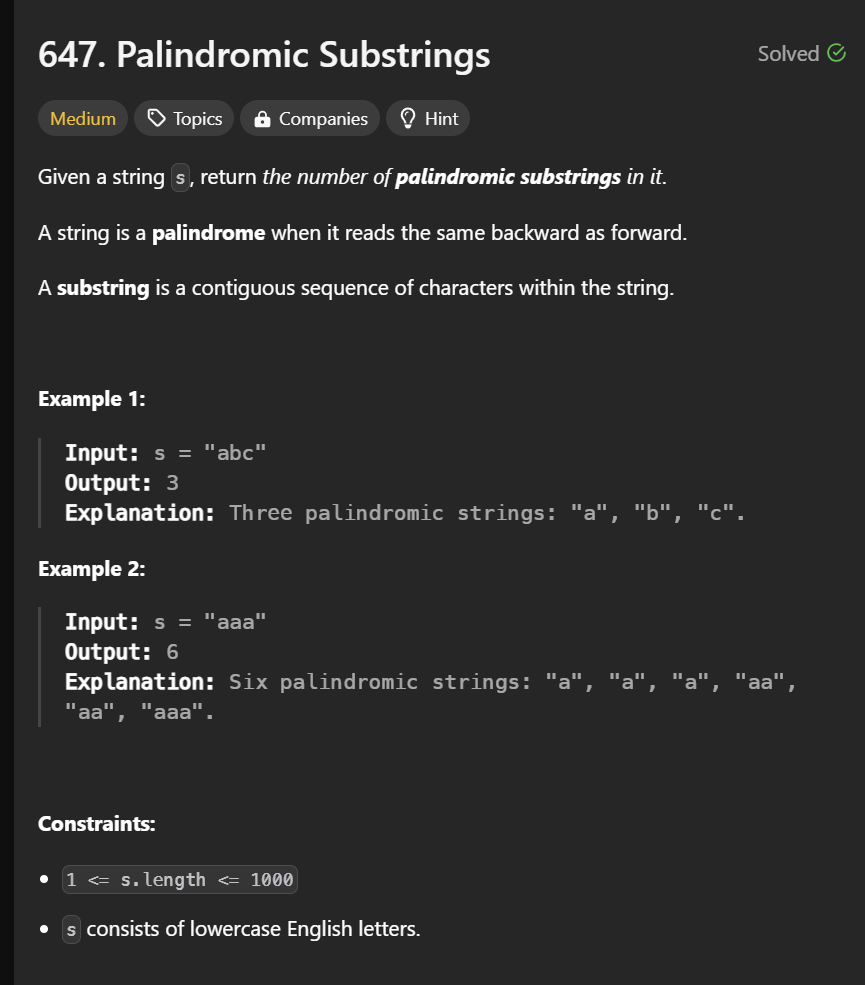 647. Palindromic Substrings
Solved
Medium
Topics
Companies
Hint
Given a string s, return the number of palindromic substrings in it.
A string is a palindrome when it reads the same backward as forward.
A substring is a contiguous sequence of characters within the string.
Example 1:
Input: s = "abc"
Output: 3
Explanation: Three palindromic strings: "a", "b", "c".
Example 2:
Input: s = "aaa"
Output: 6
Explanation: Six palindromic strings: "a", "a", "a", "aa",
"aa", "aaa".
Constraints:
1 <= s.length <= 1000
s consists of lowercase English letters.